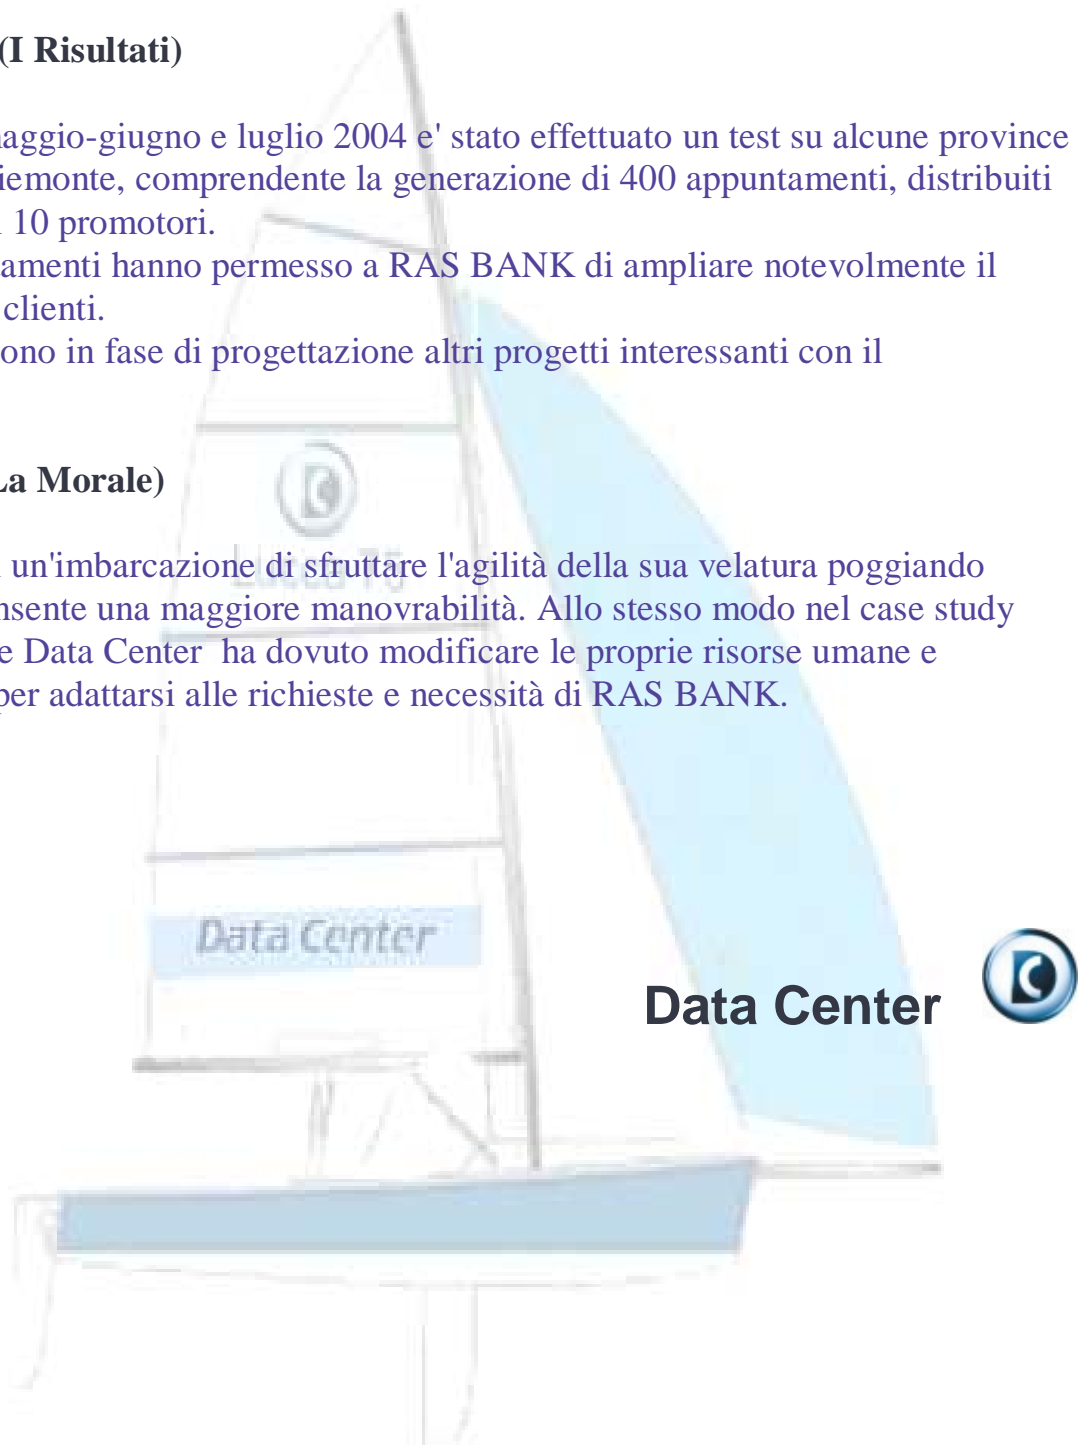 (I Risultati)
aggio-giugno e luglio 2004 e' stato effettuato un test su alcune province
iemonte, comprendente la generazione di 400 appuntamenti, distribuiti
10 promotori.
tamenti hanno permesso a RAS BANK di ampliare notevolmente il
clienti.
ono in fase di progettazione altri progetti interessanti con il
La Morale)
un'imbarcazione di sfruttare l'agilità della sua velatura poggiando
nsente una maggiore manovrabilità. Allo stesso modo nel case study
e Data Center ha dovuto modificare le proprie risorse umane e
per adattarsi alle richieste e necessità di RAS BANK.
Data Center
Data Center